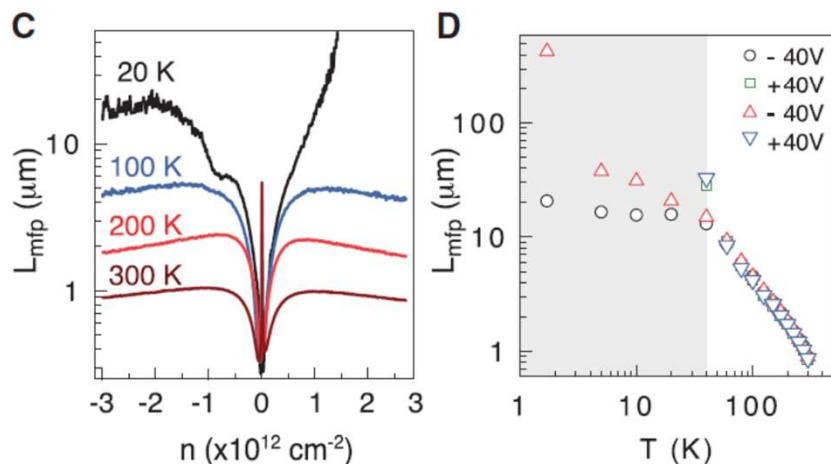 C
10
1
L_mfp (μm)
20 K
100 K
200 K
300 K
-3 -2 -1 0 1 2 3
n (x10^12 cm^-2)
D
100
10
1
L_mfp (μm)
- 40V
+40V
- 40V
+40V
1 10 100
T (K)